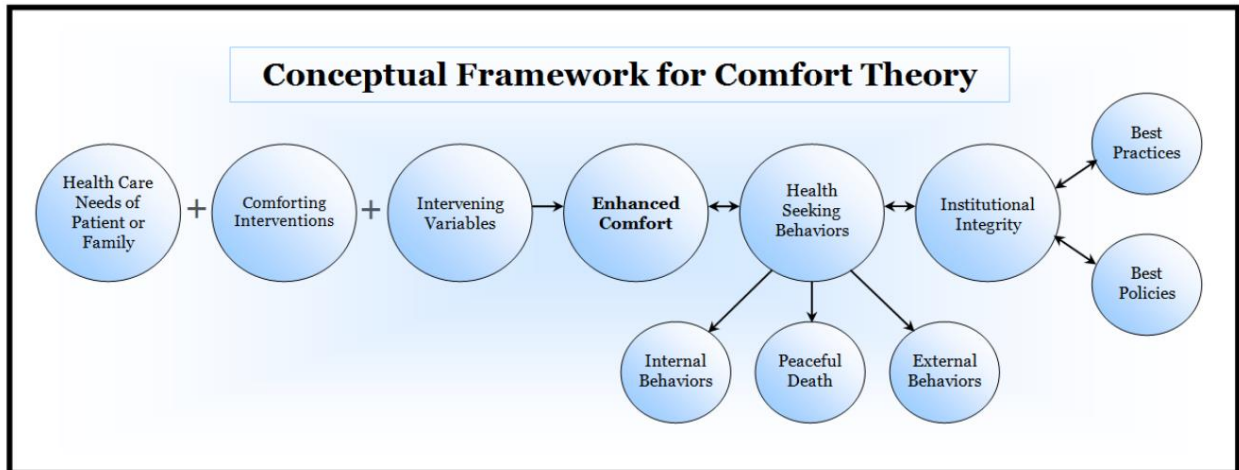 Conceptual Framework for Comfort Theory
Health Care
Needs of
Patient or
Family
+
Comforting
Interventions
+
Intervening
Variables
Enhanced
Comfort
Health
Seeking
Behaviors
Institutional
Integrity
Best
Practices
Best
Policies
Internal
Behaviors
Peaceful
Death
External
Behaviors